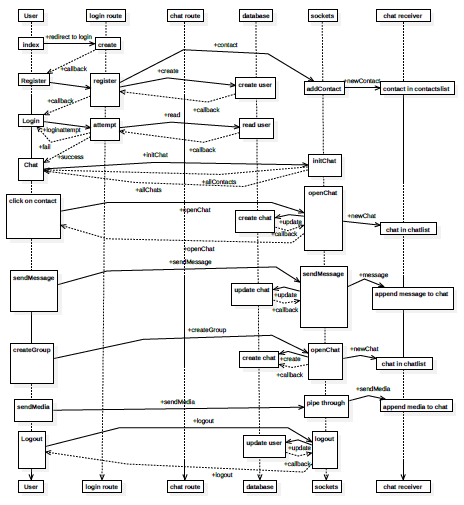 User login route chat route database sockets chat receiver
+redirect to login
index create
+contact
+callback
+create
+newContact
Register register create user addContact contact in contactslist
+callback
+callback
Login +read
attempt read user
+loginattempt
+fail +callback
+success +initChat
Chat initChat
+allContacts
+allChats
openChat
click on contact
+openChat
create chat +newChat
+update
chat in chatlist
+callback
+openChat
+sendMessage
sendMessage sendMessage +message
update chat
+update append message to chat
+callback
+createGroup
createGroup openChat +newChat
create chat +create
chat in chatlist
+callback
+sendMedia
sendMedia +sendMedia pipe through append media to chat
+logout
Logout logout
update user +update
+callback
+logout
User login route chat route database sockets chat receiver